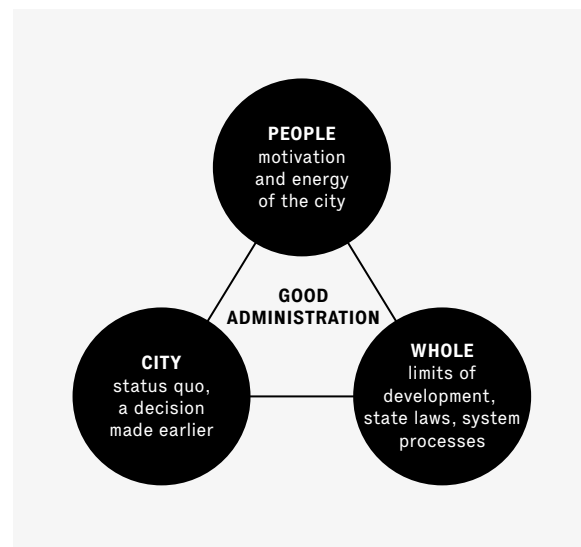 PEOPLE
motivation
and energy
of the city
GOOD
ADMINISTRATION
CITY
status quo,
a decision
made earlier
WHOLE
limits of
development,
state laws, system
processes